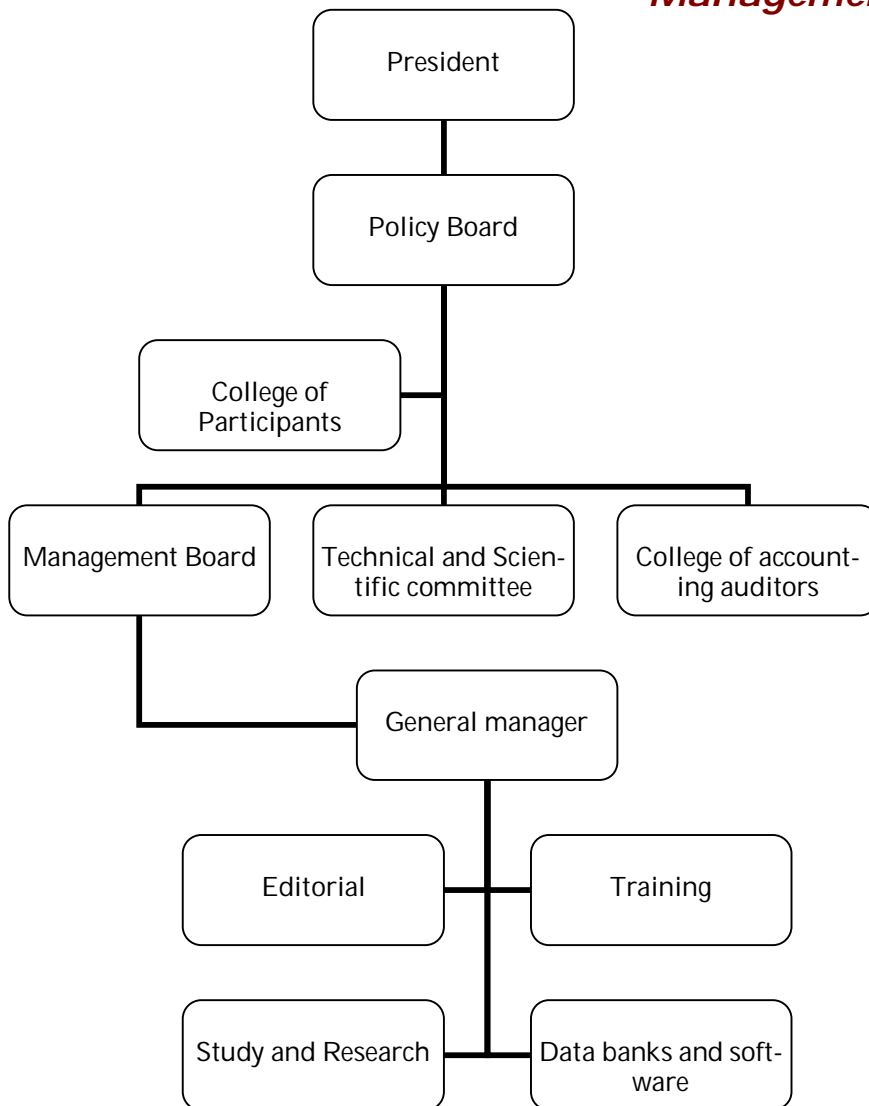 President
Policy Board
College of
Participants
Management Board
Technical and Scien-
tific committee
College of account-
ing auditors
General manager
Editorial
Training
Study and Research
Data banks and soft-
ware